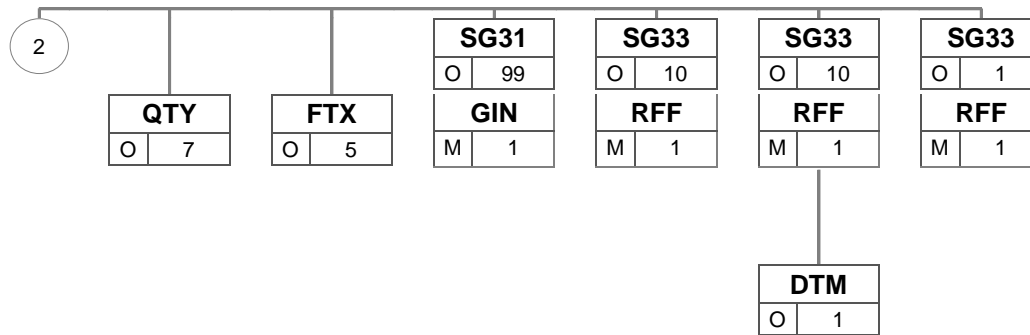 2
SG31 SG33 SG33 SG33
O 99 O 10 O 10 O 1
QTY FTX GIN RFF RFF RFF
O 7 O 5 M 1 M 1 M 1 M 1
DTM
O 1